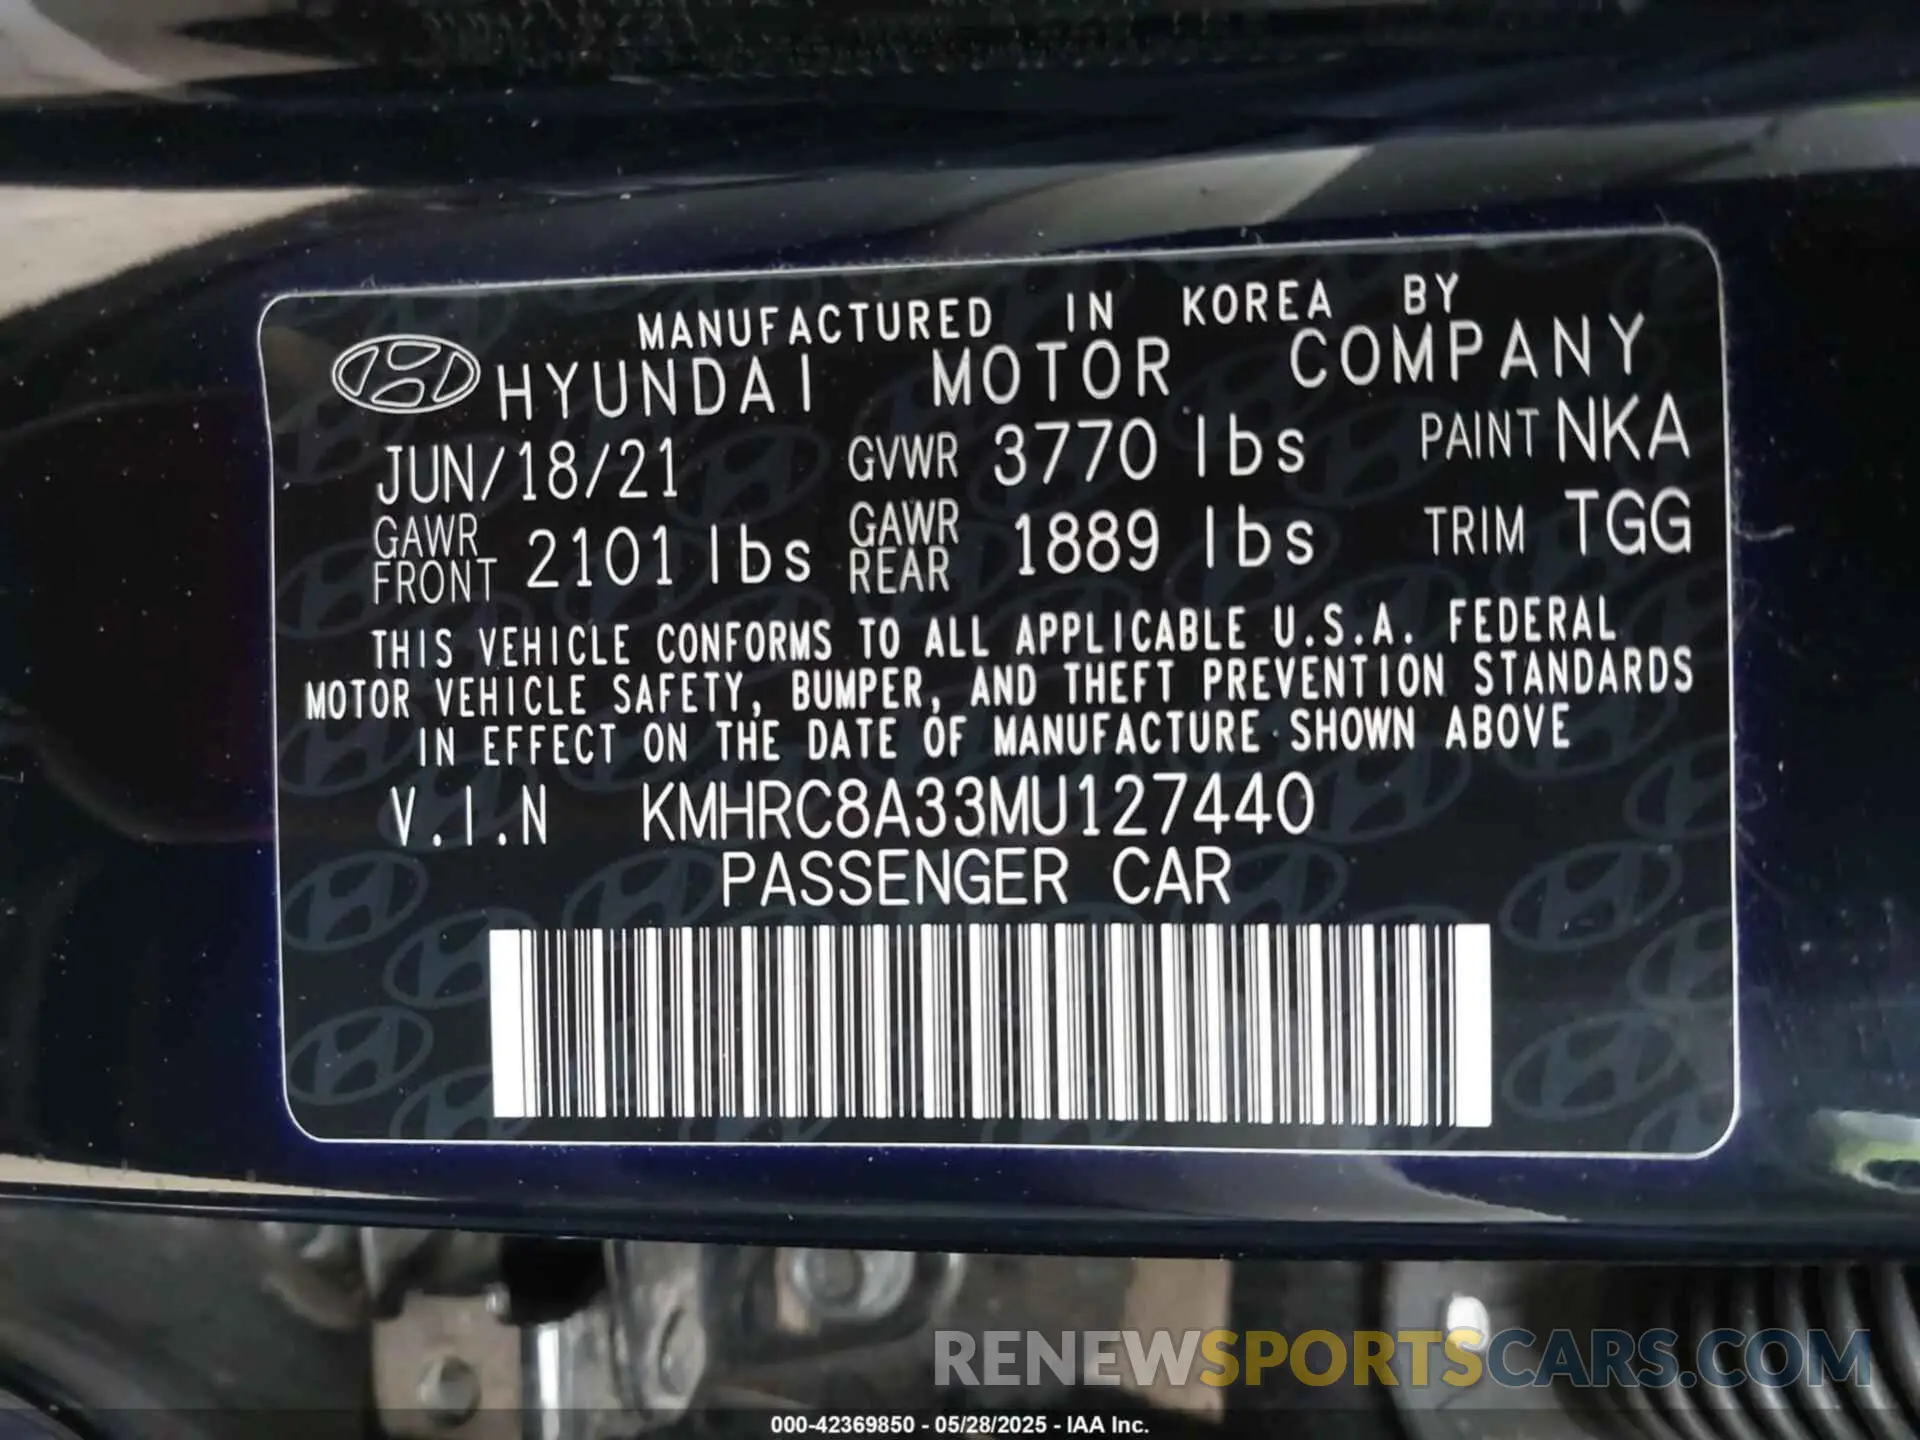 MANUFACTURED IN KOREA BY
HYUNDAI MOTOR COMPANY
JUN/18/21 GVWR 3770 lbs PAINT NKA
GAWR FRONT 2101 lbs GAWR REAR 1889 lbs TRIM TGG
THIS VEHICLE CONFORMS TO ALL APPLICABLE U.S.A. FEDERAL
MOTOR VEHICLE SAFETY, BUMPER, AND THEFT PREVENTION STANDARDS
IN EFFECT ON THE DATE OF MANUFACTURE SHOWN ABOVE
V.I.N KMHRC8A33MU127440
PASSENGER CAR
RENEWSPORTSCARS.COM
000-42369850 - 05/28/2025 - IAA Inc.